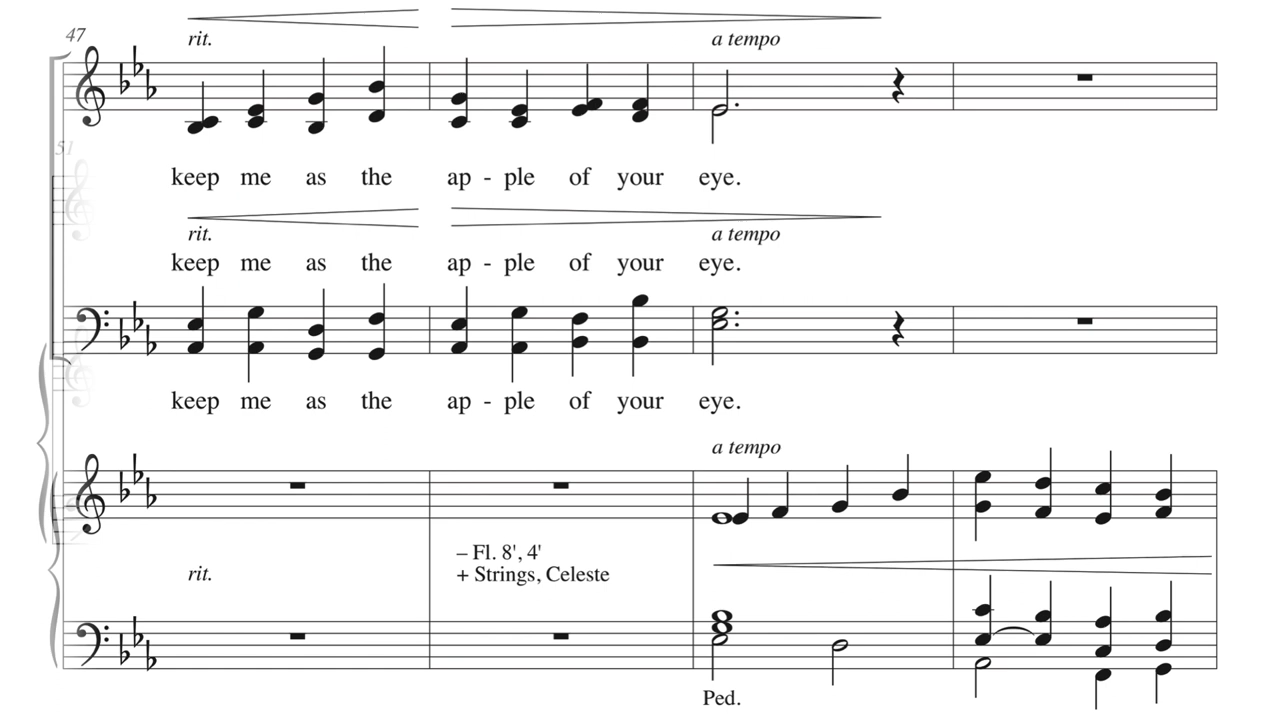 47
rit.
a tempo
51
keep me as the ap - ple of your eye.
rit.
a tempo
keep me as the ap - ple of your eye.
keep me as the ap - ple of your eye.
a tempo
– Fl. 8', 4'
rit.
+ Strings, Celeste
Ped.